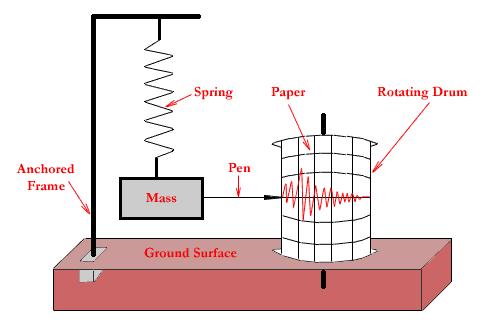 Spring
Paper
Rotating Drum
Anchored
Frame
Pen
Mass
Ground Surface